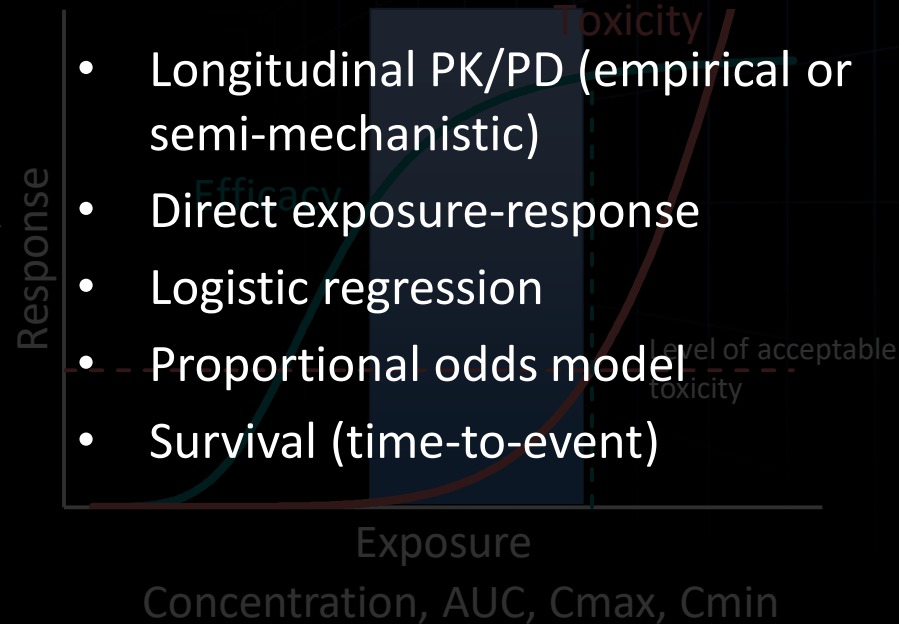 Toxicity
• Longitudinal PK/PD (empirical or
semi-mechanistic)
Efficacy
• Direct exposure-response
• Logistic regression
• Proportional odds model
Level of acceptable
toxicity
• Survival (time-to-event)
Response
Exposure
Concentration, AUC, Cmax, Cmin